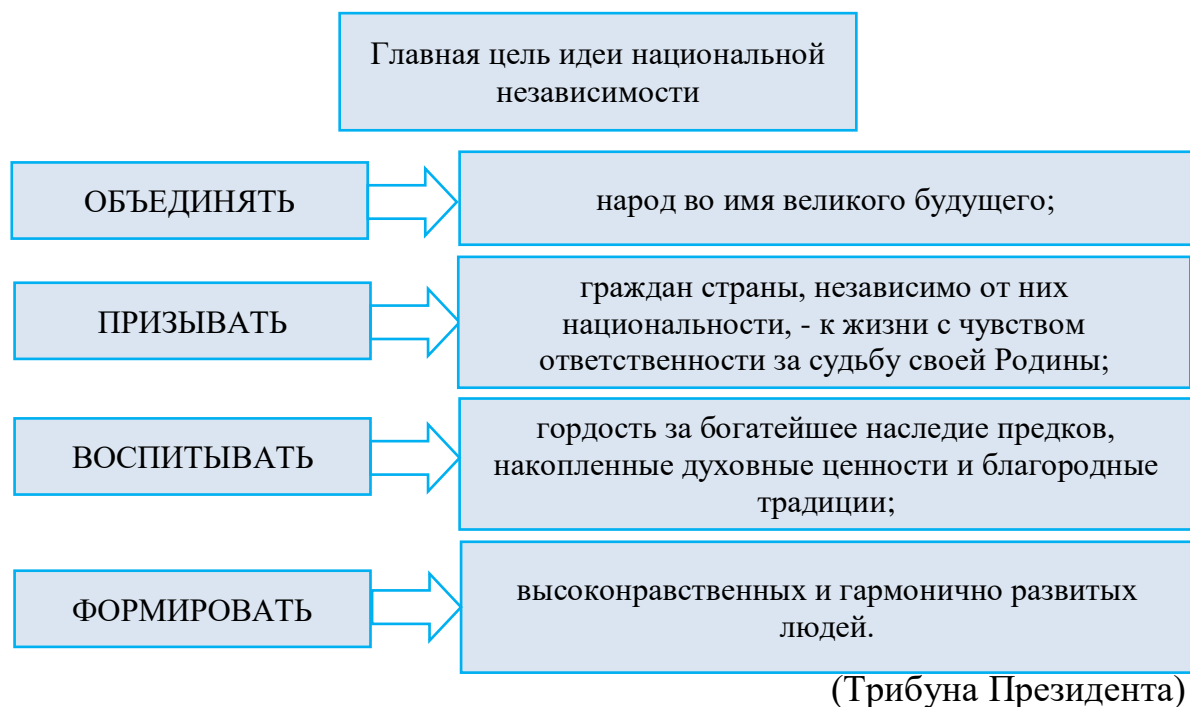 Главная цель идеи национальной
независимости
ОБЪЕДИНЯТЬ
народ во имя великого будущего;
ПРИЗЫВАТЬ
граждан страны, независимо от них
национальности, - к жизни с чувством
ответственности за судьбу своей Родины;
ВОСПИТЫВАТЬ
гордость за богатейшее наследие предков,
накопленные духовные ценности и благородные
традиции;
ФОРМИРОВАТЬ
высоконравственных и гармонично развитых
людей.
(Трибуна Президента)